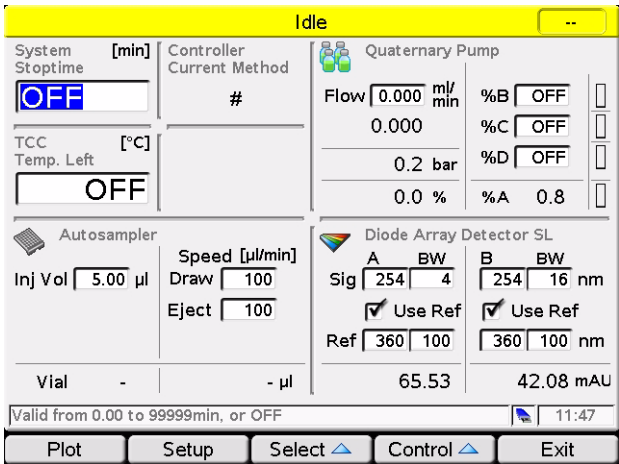 Idle
--
System [min]
Stoptime
OFF
Controller
Current Method
#
TCC [°C]
Temp. Left
OFF
Quaternary Pump
Flow 0.000 ml/min
0.000
0.2 bar
0.0 %
%B OFF
%C OFF
%D OFF
%A 0.8
Autosampler
Speed [µl/min]
Inj Vol 5.00 µl
Draw 100
Eject 100
Vial -
- µl
Diode Array Detector SL
A BW B BW
Sig 254 4 254 16 nm
Use Ref Use Ref
Ref 360 100 360 100 nm
65.53 42.08 mAU
Valid from 0.00 to 99999min, or OFF
11:47
Plot Setup Select Control Exit